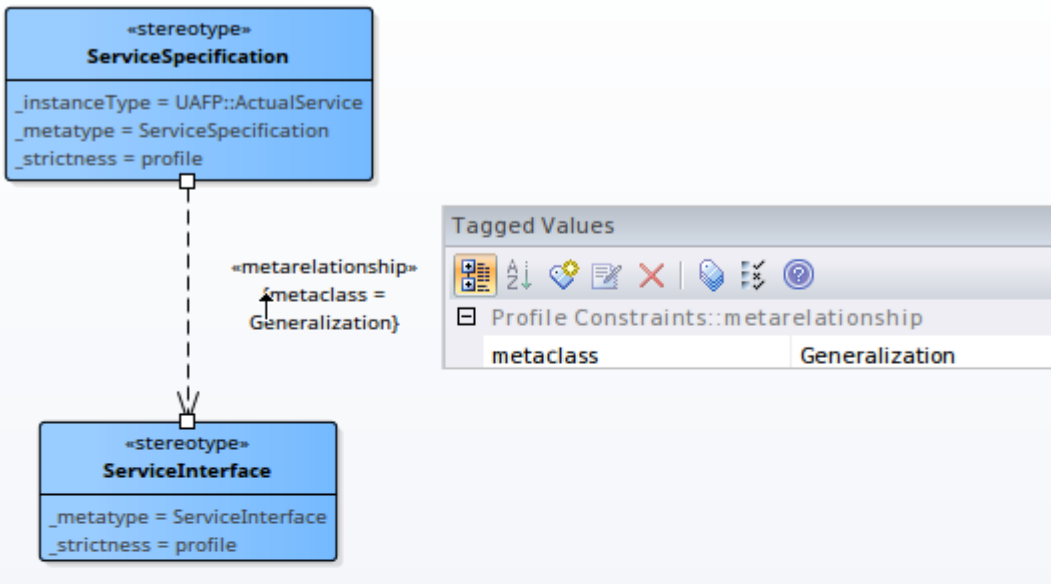 «stereotype»
ServiceSpecification
_instanceType = UAFP::ActualService
_metatype = ServiceSpecification
_strictness = profile
«metarelationship»
{metaclass =
Generalization}
Tagged Values
Profile Constraints::metarelationship
metaclass Generalization
«stereotype»
ServiceInterface
_metatype = ServiceInterface
_strictness = profile